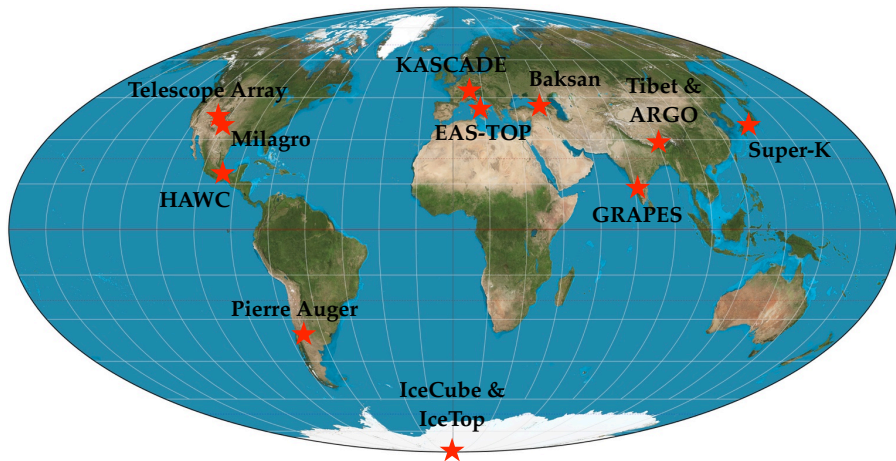 KASCADE
Baksan
Tibet &
ARGO
Telescope Array
Milagro
EAS-TOP
Super-K
HAWC
GRAPES
Pierre Auger
IceCube &
IceTop